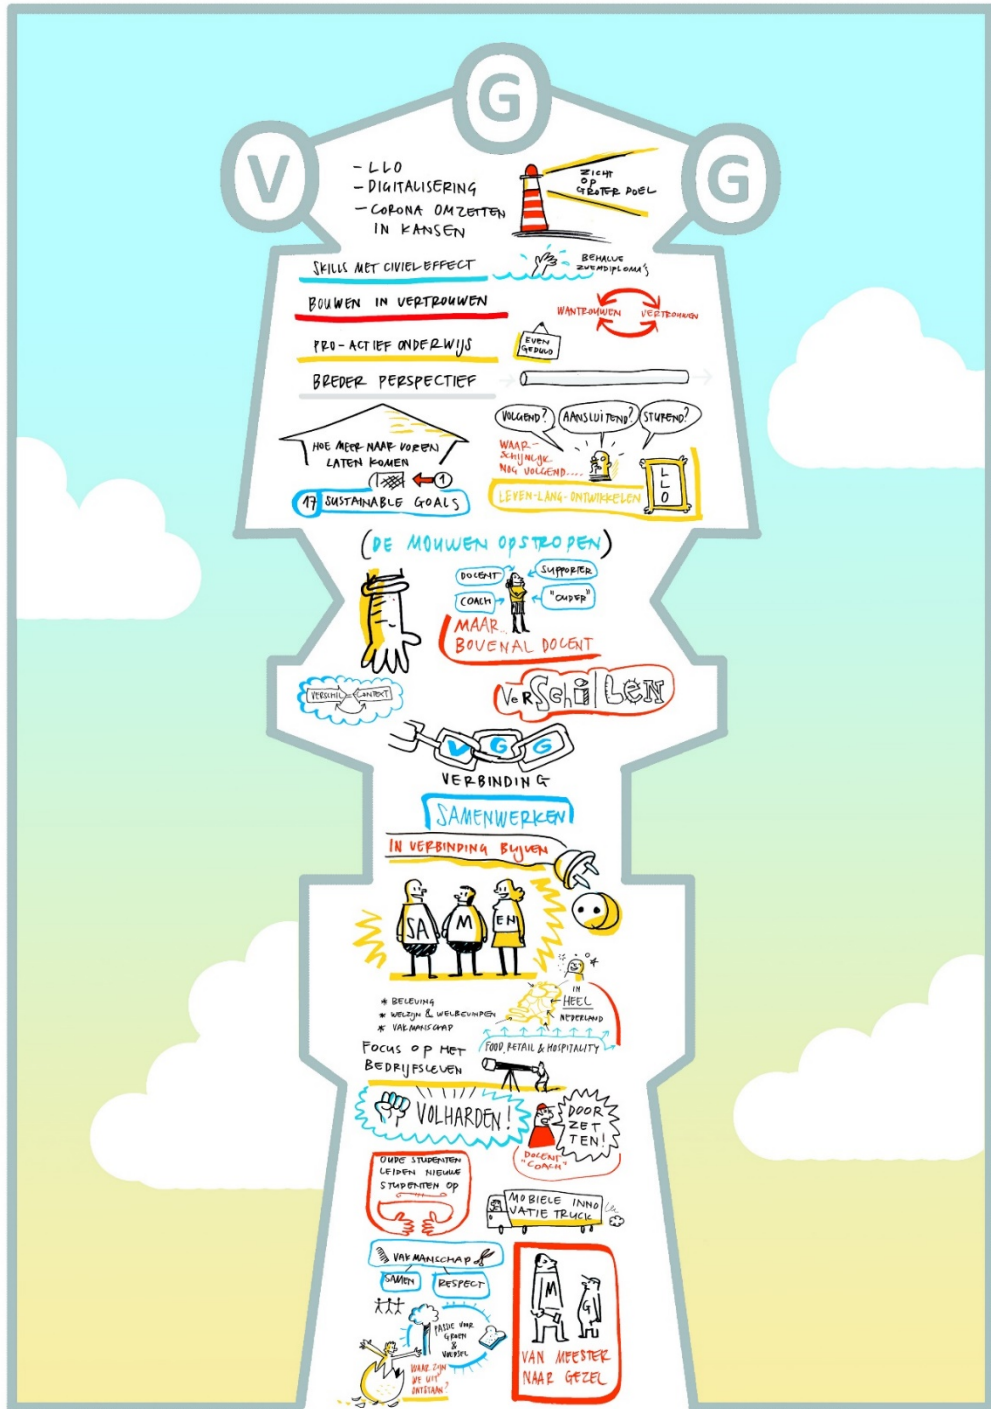 V
G
G
- LLO
- DIGITALISERING
- CORONA OMZETTEN
IN KANSEN
ZICHT
OP
GROTER DOEL
SKILLS MET CIVIEL EFFECT
BEHALVE
ZWEMDIPLOMA'S
BOUWEN IN VERTROUWEN
WANTROUWEN
VERTROUWEN
PRO-ACTIEF ONDERWIJS
EVEN
GEDULD
BREDER PERSPECTIEF
HOE MEER NAAR VOREN
LATEN KOMEN
1
17 SUSTAINABLE GOALS
VOLGEND?
AANSLUITEND?
STUREND?
WAAR-
SCHIJNLIJK
NOG VOLGEND....
LEVEN-LANG-ONTWIKKELEN
L
L
O
(DE MOUWEN OPSTROPEN)
DOCENT
SUPPORTER
COACH
"OUDER"
MAAR...
BOVENAL DOCENT
VERSCHIL
CONTEXT
VERSCHILLEN
V G G
VERBINDING
SAMENWERKEN
IN VERBINDING BLIJVEN
SA M EN
* BELEVING
* WELZIJN & WELBEVINDEN
* VAKMANSCHAP
IN
HEEL
NEDERLAND
FOOD, RETAIL & HOSPITALITY
FOCUS OP HET
BEDRIJFSLEVEN
VOLHARDEN!
DOOR
ZET
TEN!
DOCENT
"COACH"
OUDE STUDENTEN
LEIDEN NIEUWE
STUDENTEN OP
MOBIELE INNO
VATIE TRUCK
VAKMANSCHAP
SAMEN
RESPECT
PASSIE VOOR
GROEN
&
VOEDSEL
WAAR ZIJN
WE UIT
ONTSTAAN?
M
G
VAN MEESTER
NAAR GEZEL